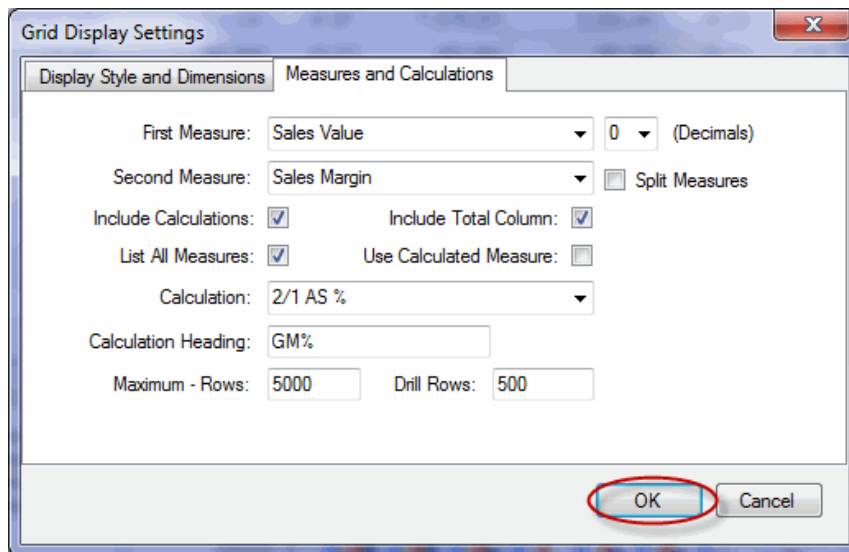 Grid Display Settings
Display Style and Dimensions Measures and Calculations
First Measure: Sales Value 0 (Decimals)
Second Measure: Sales Margin Split Measures
Include Calculations: Include Total Column:
List All Measures: Use Calculated Measure:
Calculation: 2/1 AS %
Calculation Heading: GM%
Maximum - Rows: 5000 Drill Rows: 500
OK Cancel